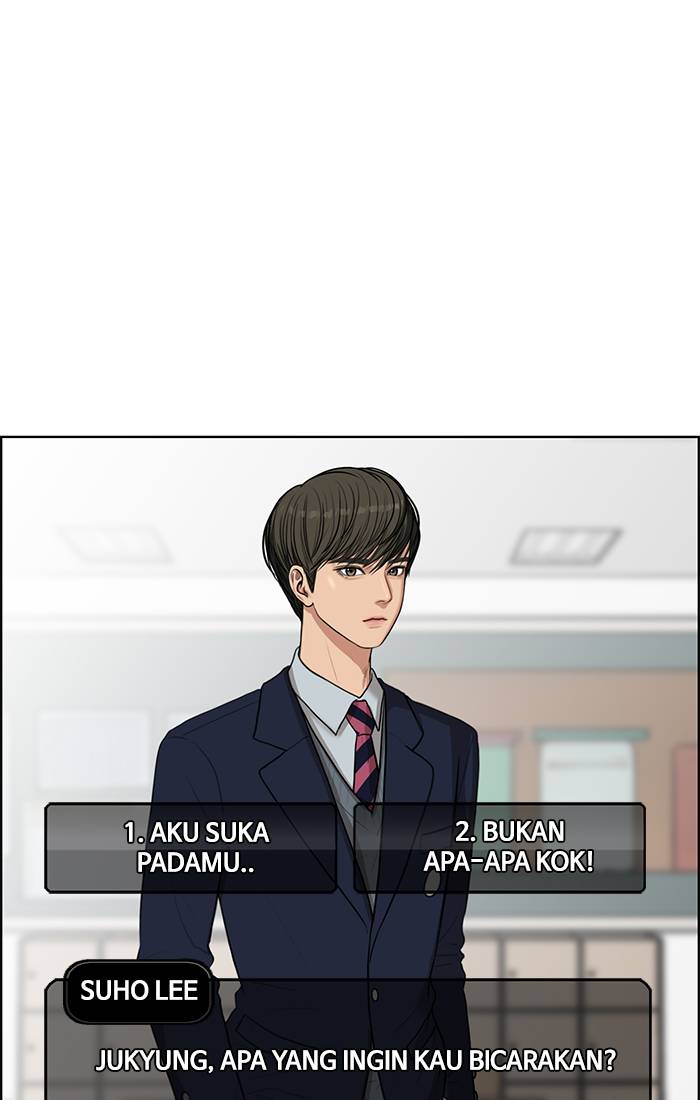 1. AKU SUKA
PADAMU..
2. BUKAN
APA-APA KOK!
SUHO LEE
JUKYUNG, APA YANG INGIN KAU BICARAKAN?